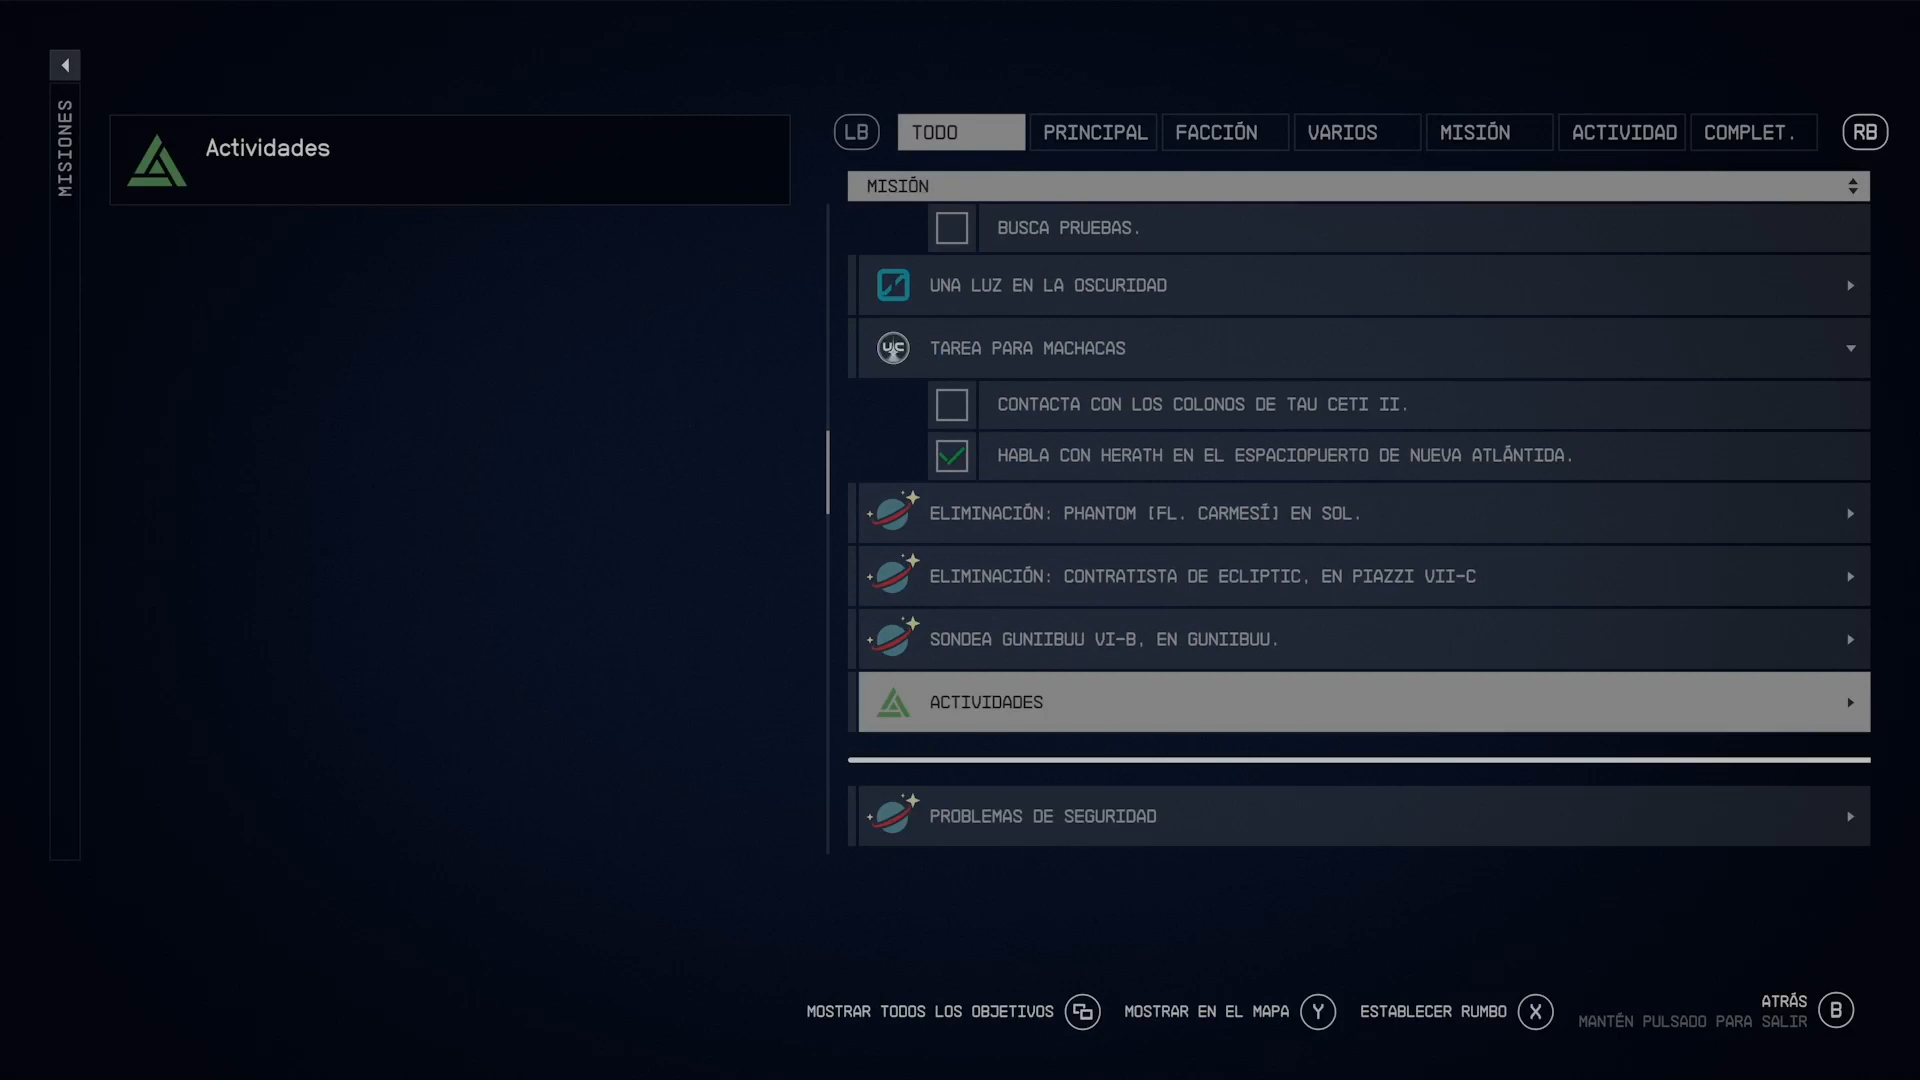 MISIONES
Actividades
LB
TODO
PRINCIPAL
FACCIÓN
VARIOS
MISIÓN
ACTIVIDAD
COMPLET.
RB
MISIÓN
BUSCA PRUEBAS.
UNA LUZ EN LA OSCURIDAD
UC
TAREA PARA MACHACAS
CONTACTA CON LOS COLONOS DE TAU CETI II.
HABLA CON HERATH EN EL ESPACIOPUERTO DE NUEVA ATLÁNTIDA.
ELIMINACIÓN: PHANTOM [FL. CARMESÍ] EN SOL.
ELIMINACIÓN: CONTRATISTA DE ECLIPTIC, EN PIAZZI VII-C
SONDEA GUNIIBUU VI-B, EN GUNIIBUU.
ACTIVIDADES
PROBLEMAS DE SEGURIDAD
MOSTRAR TODOS LOS OBJETIVOS
MOSTRAR EN EL MAPA Y
ESTABLECER RUMBO X
ATRÁS B
MANTÉN PULSADO PARA SALIR